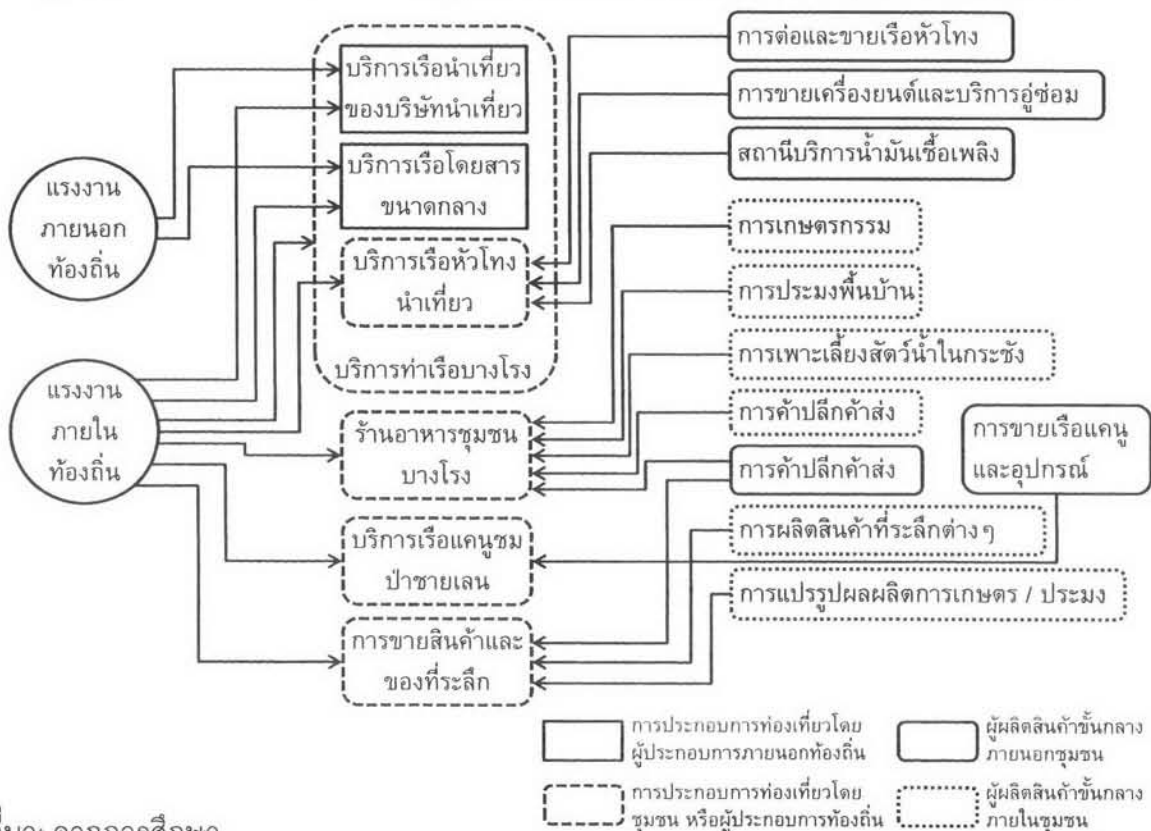 แรงงาน
ภายนอก
ท้องถิ่น
แรงงาน
ภายใน
ท้องถิ่น
บริการเรือนำเที่ยว
ของบริษัทนำเที่ยว
บริการเรือโดยสาร
ขนาดกลาง
บริการเรือหัวโทง
นำเที่ยว
บริการท่าเรือบางโรง
ร้านอาหารชุมชน
บางโรง
บริการเรือแคนูชม
ป่าชายเลน
การขายสินค้าและ
ของที่ระลึก
การต่อและขายเรือหัวโทง
การขายเครื่องยนต์และบริการอู่ซ่อม
สถานีบริการน้ำมันเชื้อเพลิง
การเกษตรกรรม
การประมงพื้นบ้าน
การเพาะเลี้ยงสัตว์น้ำในกระชัง
การค้าปลีกค้าส่ง
การค้าปลีกค้าส่ง
การขายเรือแคนู
และอุปกรณ์
การผลิตสินค้าที่ระลึกต่างๆ
การแปรรูปผลผลิตการเกษตร / ประมง
การประกอบการท่องเที่ยวโดย
ผู้ประกอบการภายนอกท้องถิ่น
ผู้ผลิตสินค้าขั้นกลาง
ภายนอกชุมชน
การประกอบการท่องเที่ยวโดย
ชุมชน หรือผู้ประกอบการท้องถิ่น
ผู้ผลิตสินค้าขั้นกลาง
ภายในชุมชน